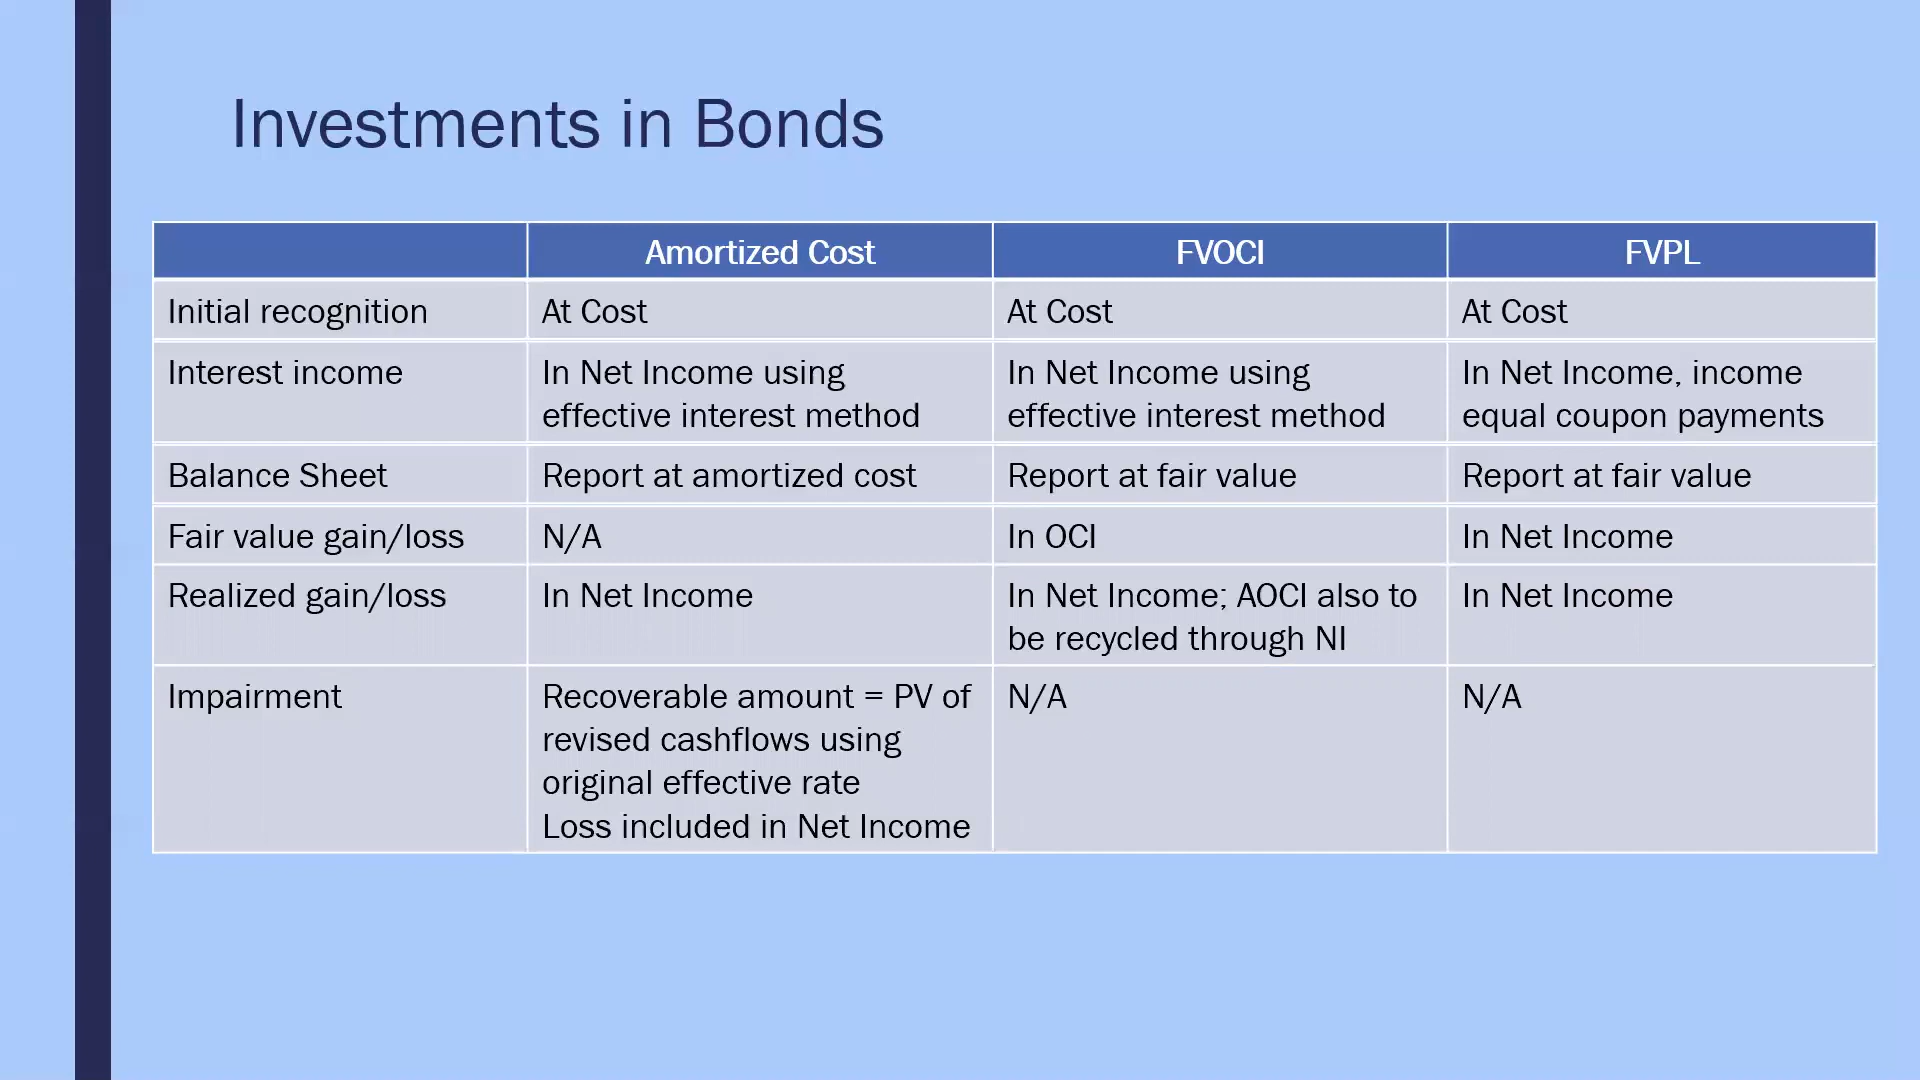 Investments in Bonds
Amortized Cost
FVOCI
FVPL
Initial recognition
At Cost
At Cost
At Cost
Interest income
In Net Income using
effective interest method
In Net Income using
effective interest method
In Net Income, income
equal coupon payments
Balance Sheet
Report at amortized cost
Report at fair value
Report at fair value
Fair value gain/loss
N/A
In OCI
In Net Income
Realized gain/loss
In Net Income
In Net Income; AOCI also to
be recycled through NI
In Net Income
Impairment
Recoverable amount = PV of
revised cashflows using
original effective rate
Loss included in Net Income
N/A
N/A